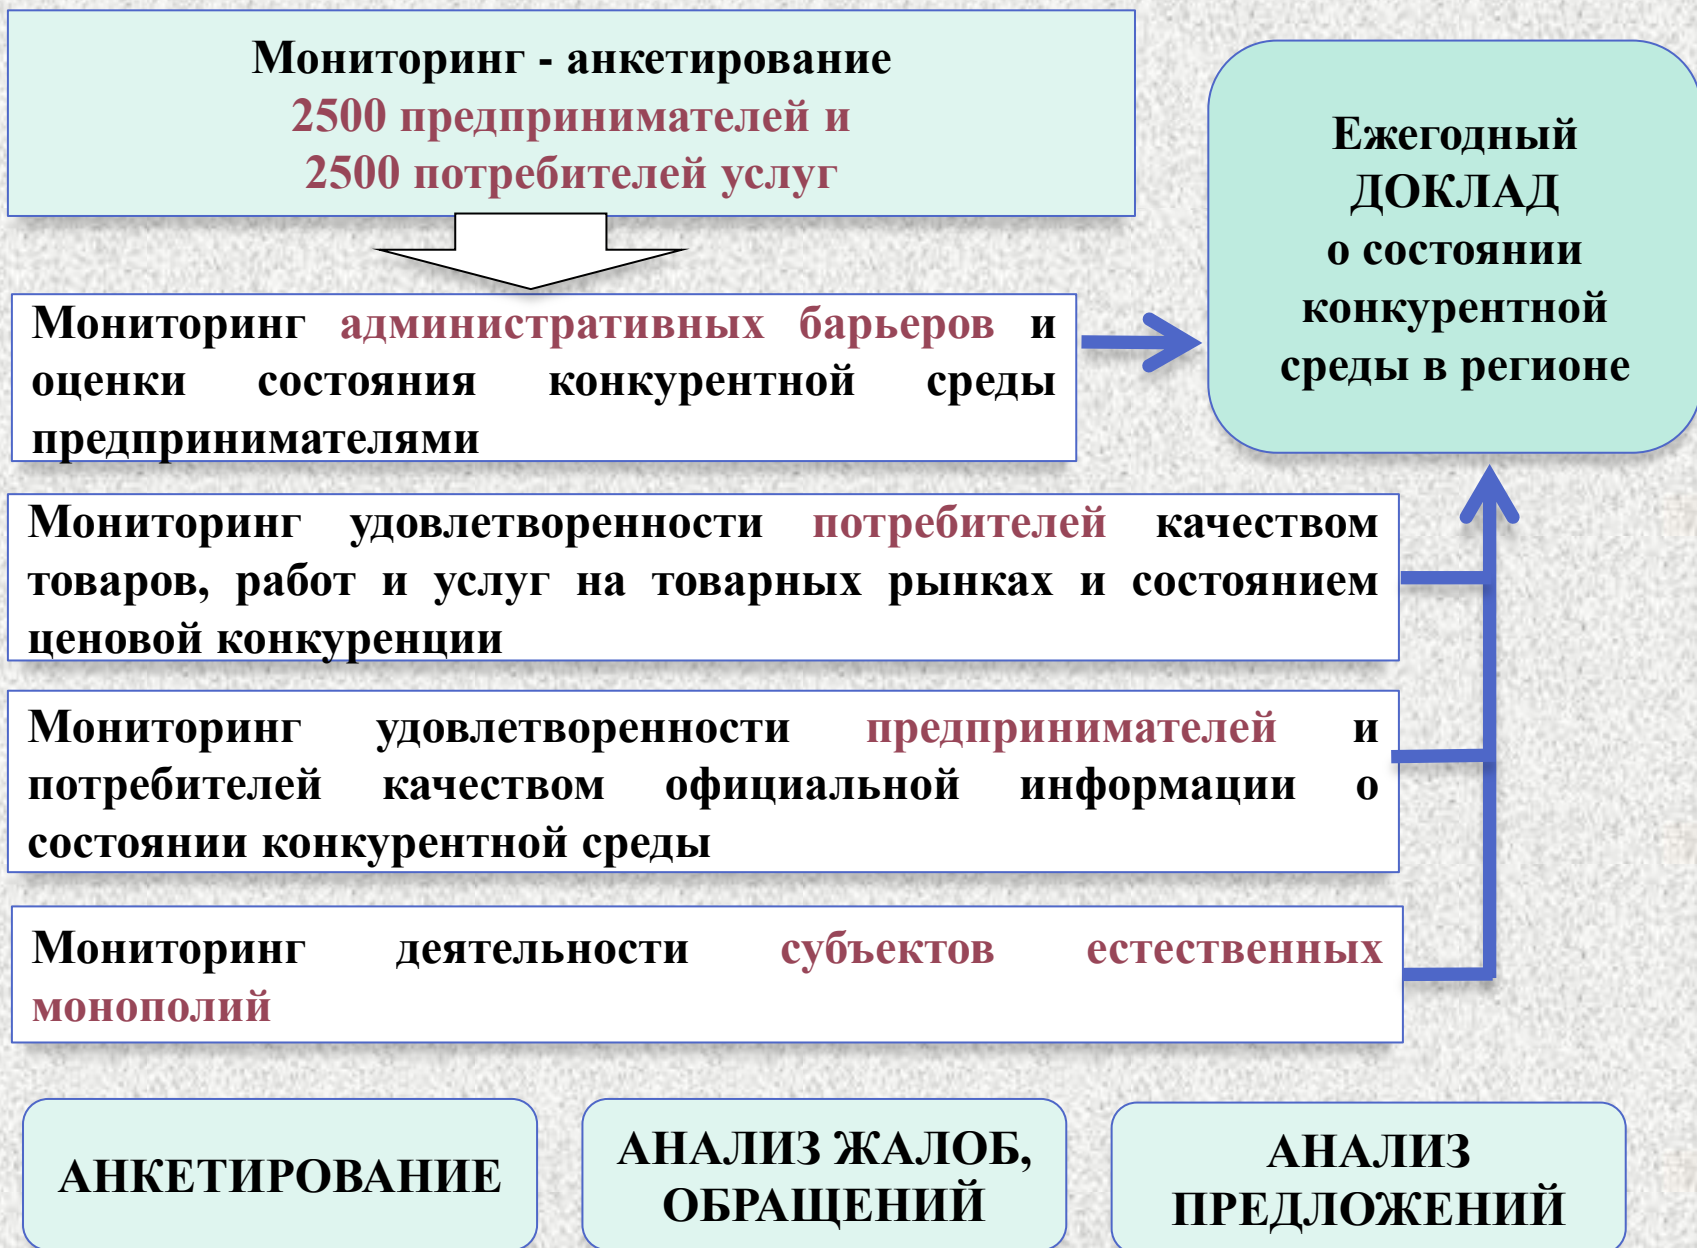 Мониторинг - анкетирование
2500 предпринимателей и
2500 потребителей услуг
Ежегодный
ДОКЛАД
о состоянии
конкурентной
среды в регионе
Мониторинг административных барьеров и
оценки состояния конкурентной среды
предпринимателями
Мониторинг удовлетворенности потребителей качеством
товаров, работ и услуг на товарных рынках и состоянием
ценовой конкуренции
Мониторинг удовлетворенности предпринимателей и
потребителей качеством официальной информации о
состоянии конкурентной среды
Мониторинг деятельности субъектов естественных
монополий
АНКЕТИРОВАНИЕ
АНАЛИЗ ЖАЛОБ,
ОБРАЩЕНИЙ
АНАЛИЗ
ПРЕДЛОЖЕНИЙ